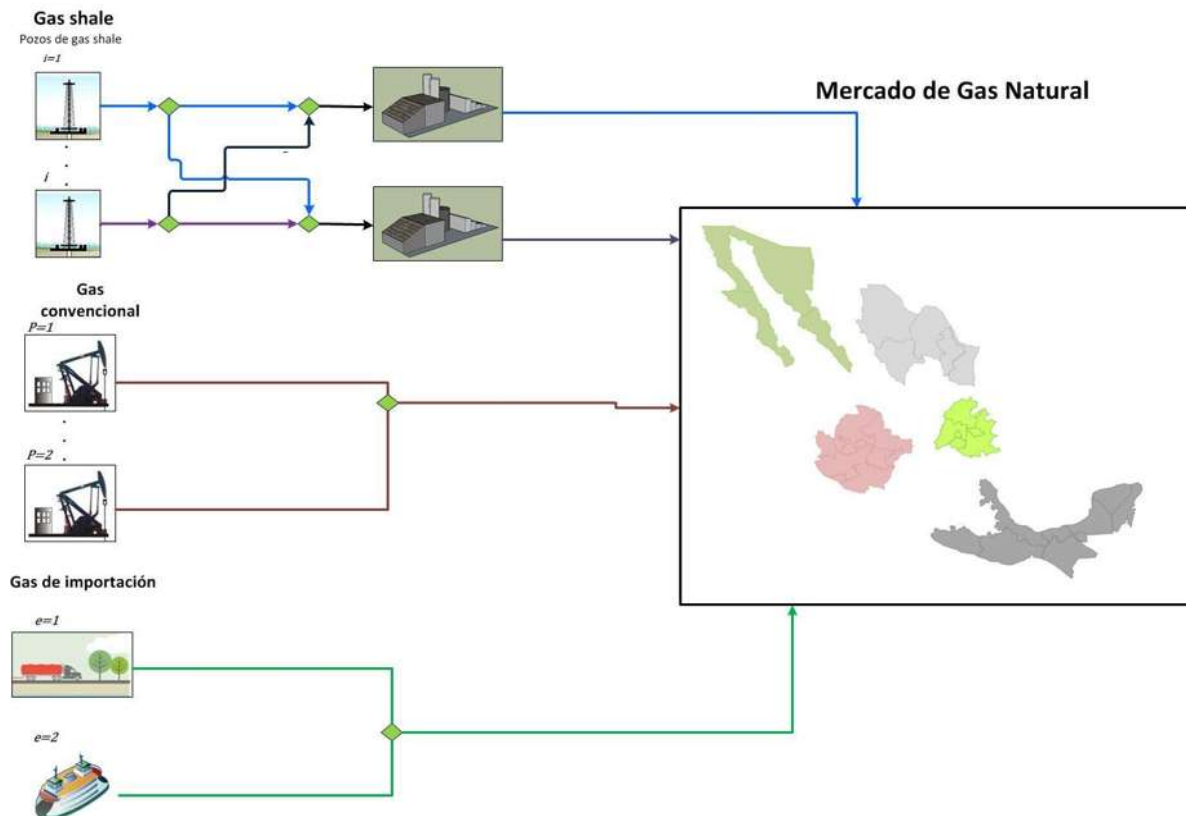 Gas shale
Pozos de gas shale
i=1
i
Mercado de Gas Natural
Gas
convencional
P=1
P=2
Gas de importación
e=1
e=2